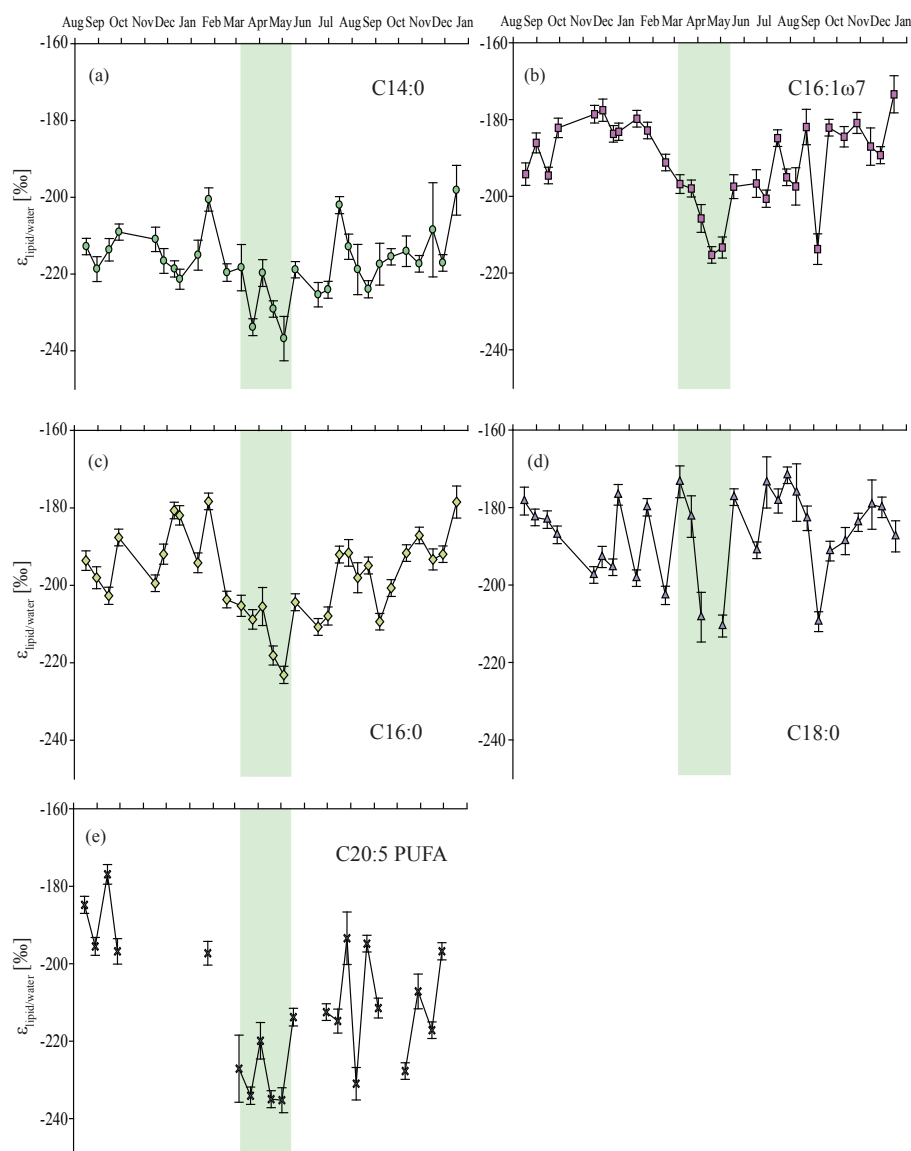 Aug Sep Oct Nov Dec Jan Feb Mar Apr May Jun Jul Aug Sep Oct Nov Dec Jan
Aug Sep Oct Nov Dec Jan Feb Mar Apr May Jun Jul Aug Sep Oct Nov Dec Jan
-160
-180
-200
-220
-240
εlipid/water [‰]
(a)
C14:0
-160
-180
-200
-220
-240
(b)
C16:1ω7
-160
-180
-200
-220
-240
εlipid/water [‰]
(c)
C16:0
-160
-180
-200
-220
-240
(d)
C18:0
-160
-180
-200
-220
-240
εlipid/water [‰]
(e)
C20:5 PUFA